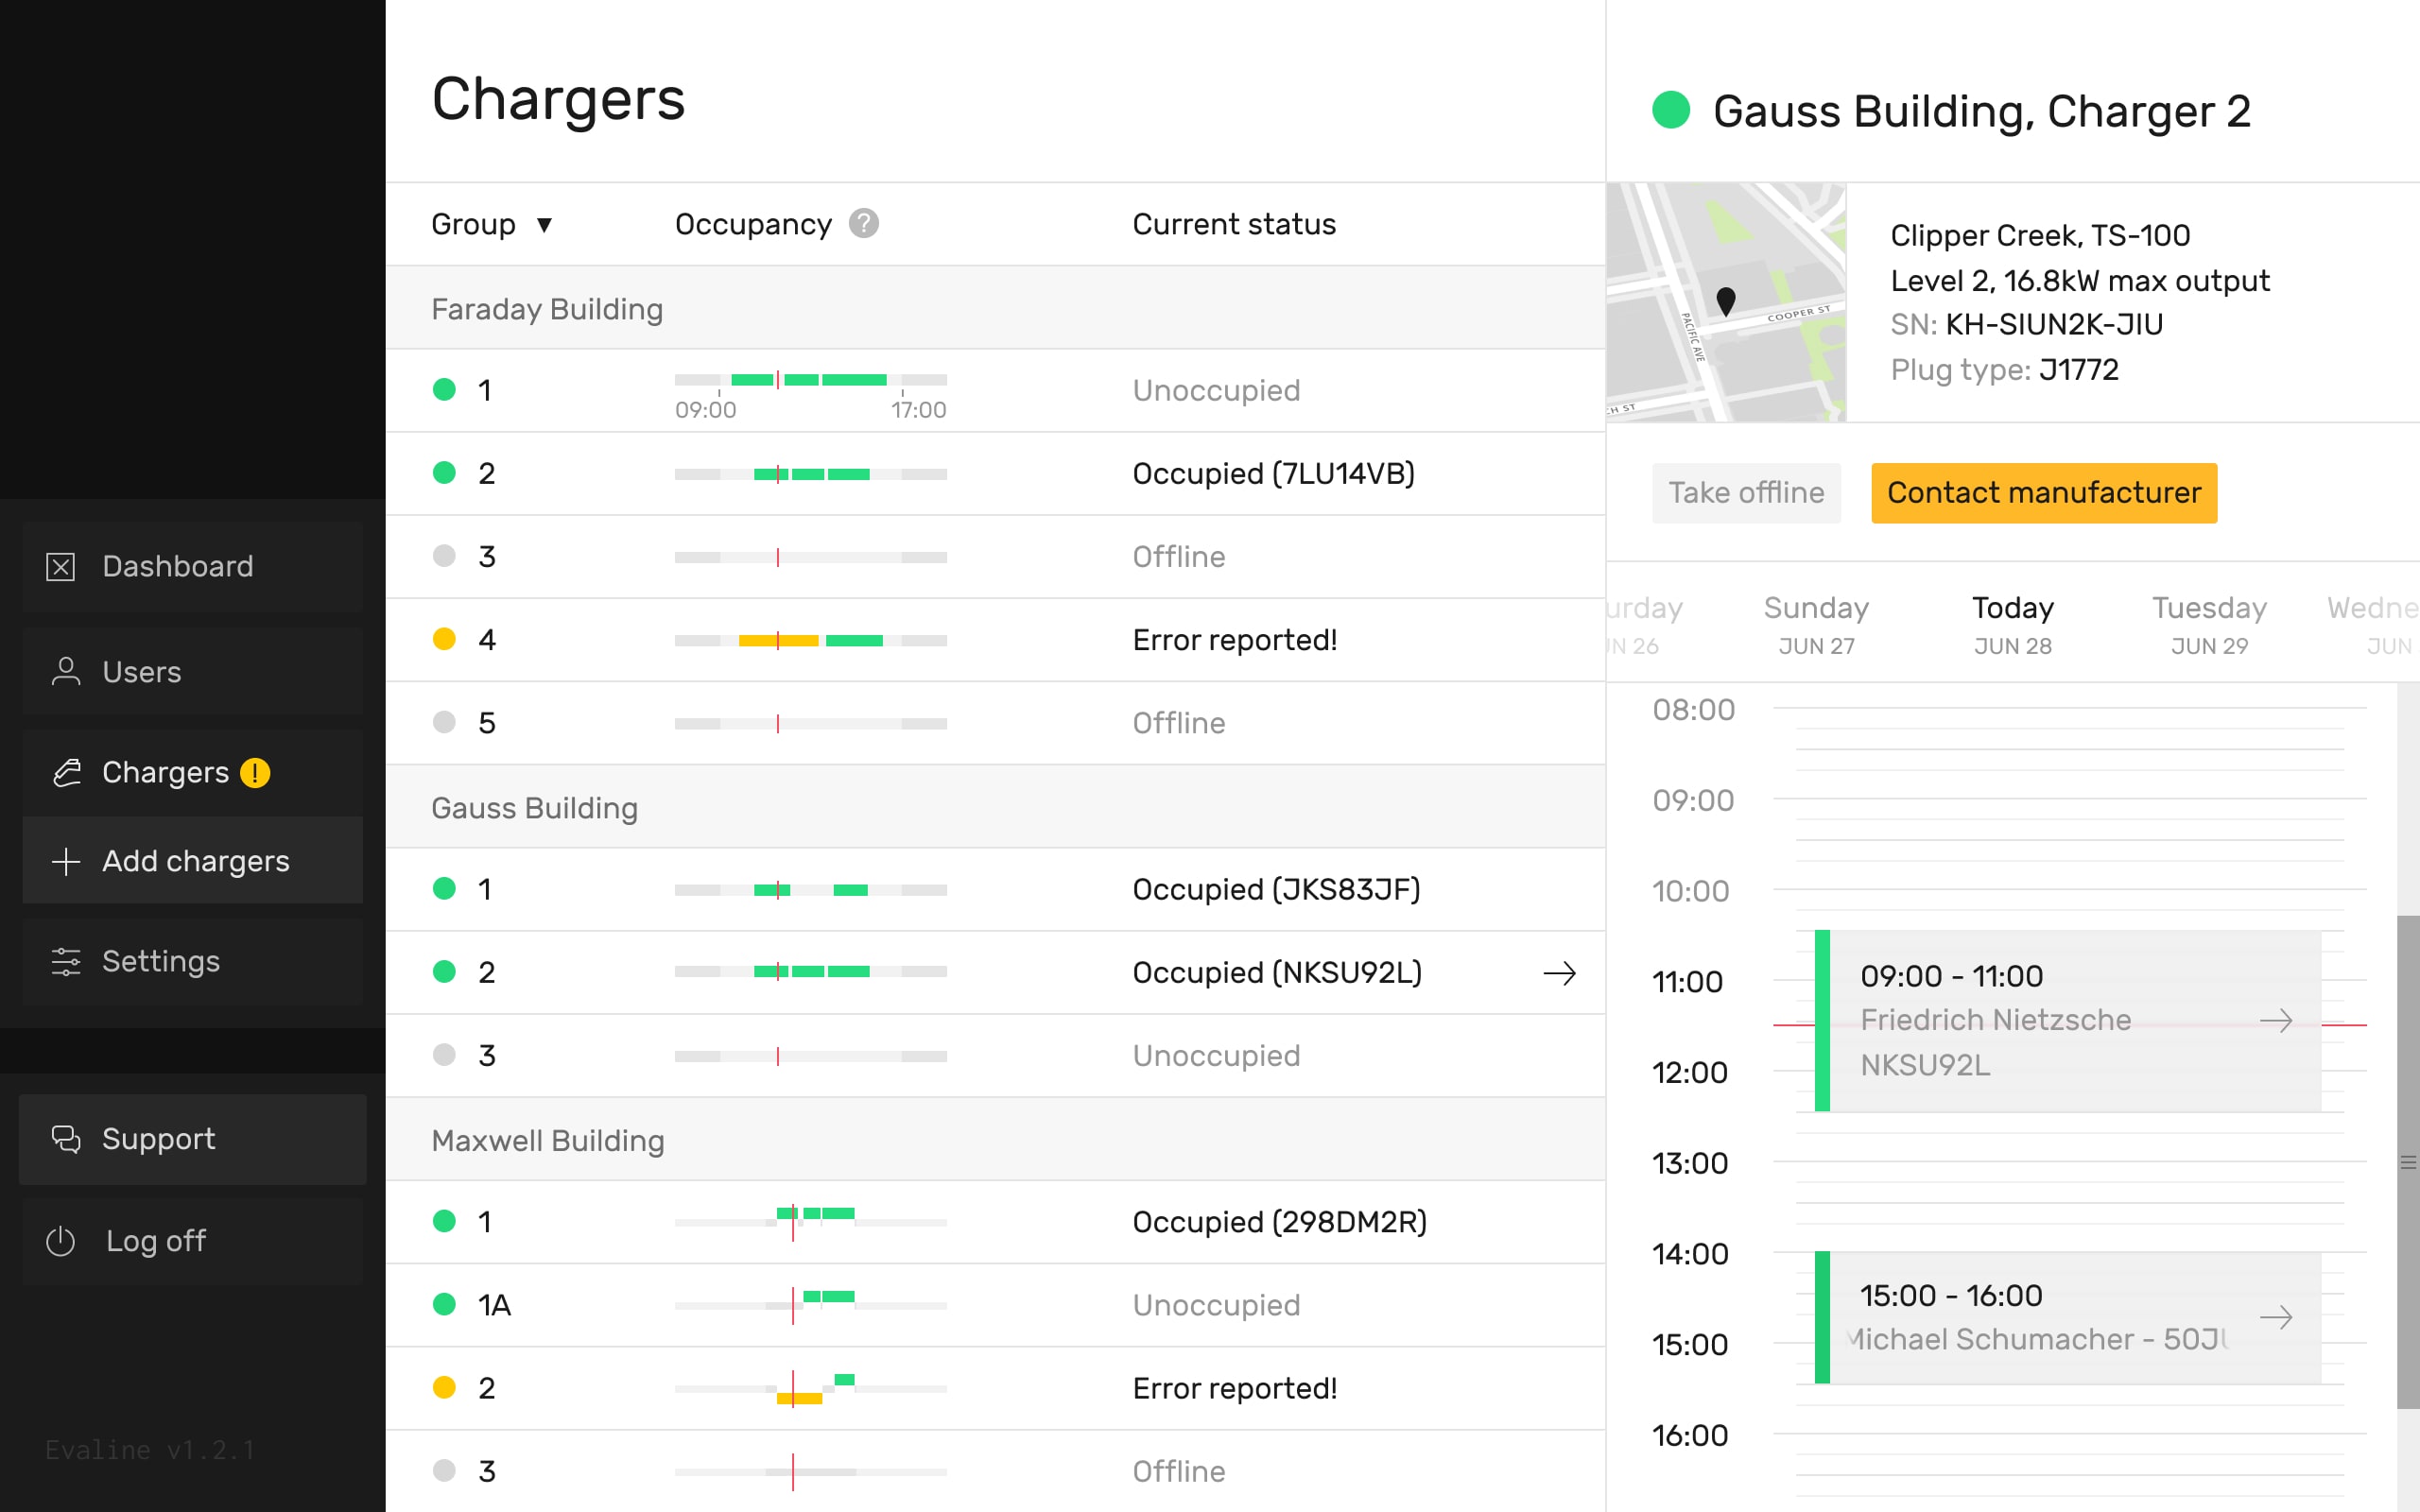 Chargers
Group ▼ Occupancy ? Current status
Faraday Building
1 Unoccupied
09:00 17:00
2 Occupied (7LU14VB)
3 Offline
4 Error reported!
5 Offline
Gauss Building
1 Occupied (JKS83JF)
2 Occupied (NKSU92L)
3 Unoccupied
Maxwell Building
1 Occupied (298DM2R)
1A Unoccupied
2 Error reported!
3 Offline
Dashboard
Users
Chargers !
Add chargers
Settings
Support
Log off
Evaline v1.2.1
Gauss Building, Charger 2
PACIFIC AVE
COOPER ST
CH ST
Clipper Creek, TS-100
Level 2, 16.8kW max output
SN: KH-SIUN2K-JIU
Plug type: J1772
Take offline Contact manufacturer
urday Sunday Today Tuesday Wedne
N 26 JUN 27 JUN 28 JUN 29 JUN
08:00
09:00
10:00
11:00
12:00
13:00
14:00
15:00
16:00
09:00 - 11:00
Friedrich Nietzsche
NKSU92L
15:00 - 16:00
Michael Schumacher - 50J